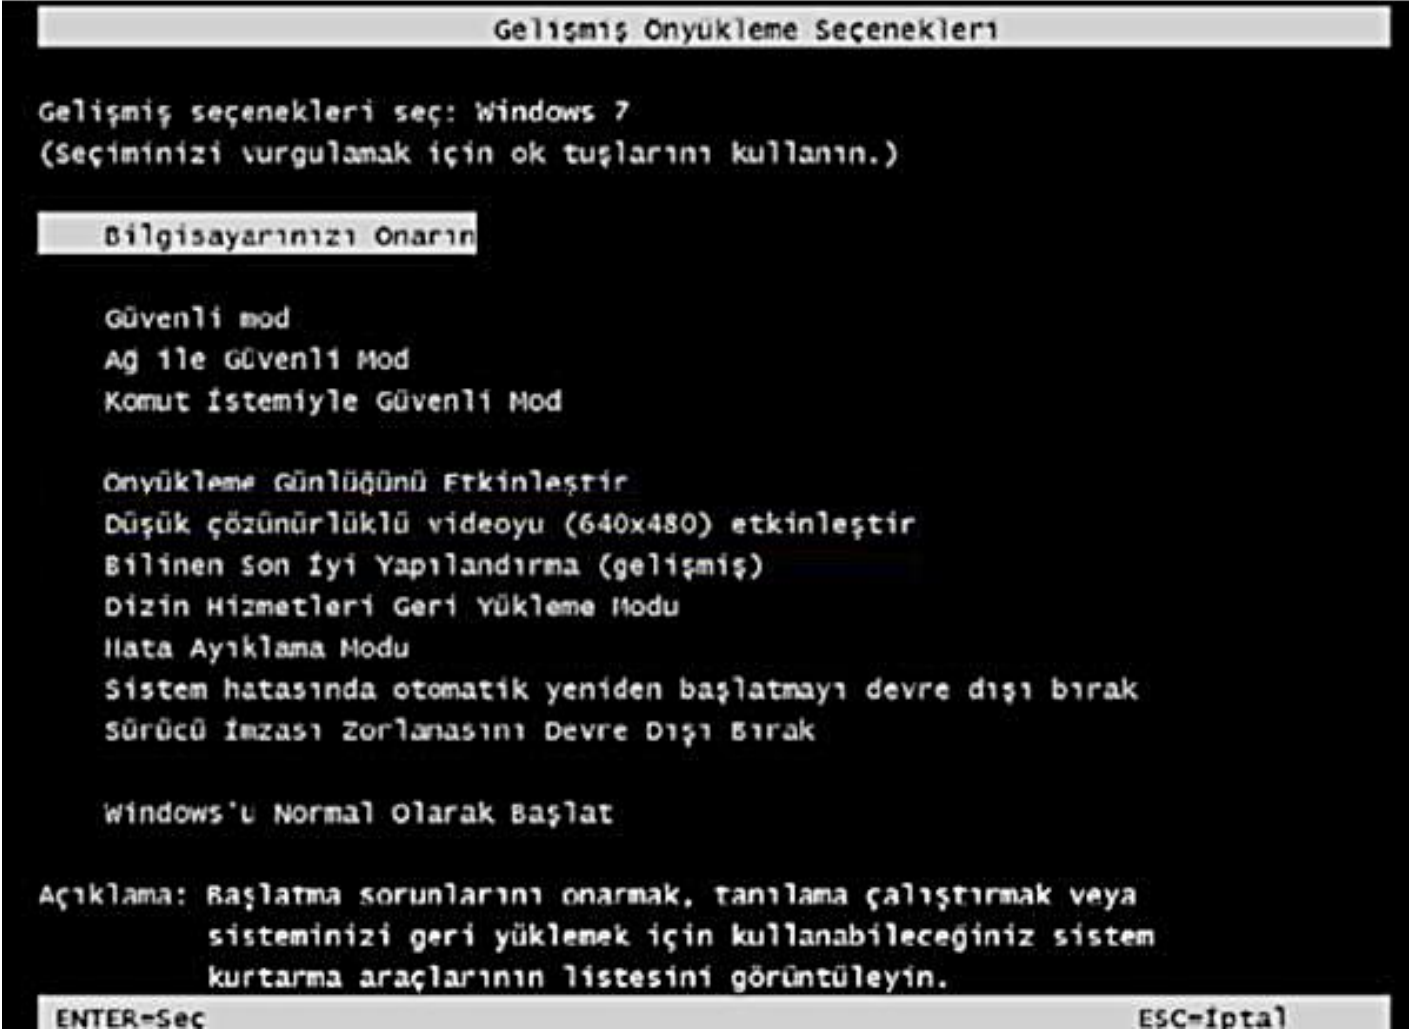 Gelişmiş Önyükleme Seçenekleri
Gelişmiş seçenekleri seç: Windows 7
(Seçiminizi vurgulamak için ok tuşlarını kullanın.)
Bilgisayarınızı Onarın
Güvenli mod
Ağ ile Güvenli Mod
Komut İstemiyle Güvenli Mod
Önyükleme Günlüğünü Etkinleştir
Düşük çözünürlüklü videoyu (640x480) etkinleştir
Bilinen Son İyi Yapılandırma (gelişmiş)
Dizin Hizmetleri Geri Yükleme Modu
Hata Ayıklama Modu
Sistem hatasında otomatik yeniden başlatmayı devre dışı bırak
Sürücü İmzası Zorlanasını Devre Dışı Bırak
Windows'u Normal Olarak Başlat
Açıklama: Başlatma sorunlarını onarmak, tanılama çalıştırmak veya
sisteminizi geri yüklemek için kullanabileceğiniz sistem
kurtarma araçlarının listesini görüntüleyin.
ENTER=Seç ESC=İptal